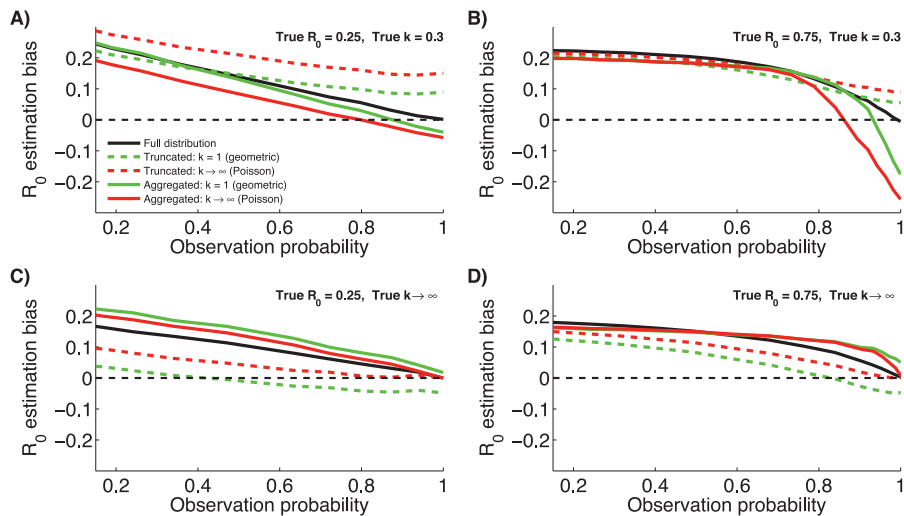 A)
True R0 = 0.25, True k = 0.3
0.2
0.1
0
−0.1
−0.2
R0 estimation bias
Full distribution
Truncated: k = 1 (geometric)
Truncated: k→∞ (Poisson)
Aggregated: k = 1 (geometric)
Aggregated: k→∞ (Poisson)
0.2 0.4 0.6 0.8 1
Observation probability
B)
True R0 = 0.75, True k = 0.3
0.2
0.1
0
−0.1
−0.2
R0 estimation bias
0.2 0.4 0.6 0.8 1
Observation probability
C)
True R0 = 0.25, True k→∞
0.2
0.1
0
−0.1
−0.2
R0 estimation bias
0.2 0.4 0.6 0.8 1
Observation probability
D)
True R0 = 0.75, True k→∞
0.2
0.1
0
−0.1
−0.2
R0 estimation bias
0.2 0.4 0.6 0.8 1
Observation probability